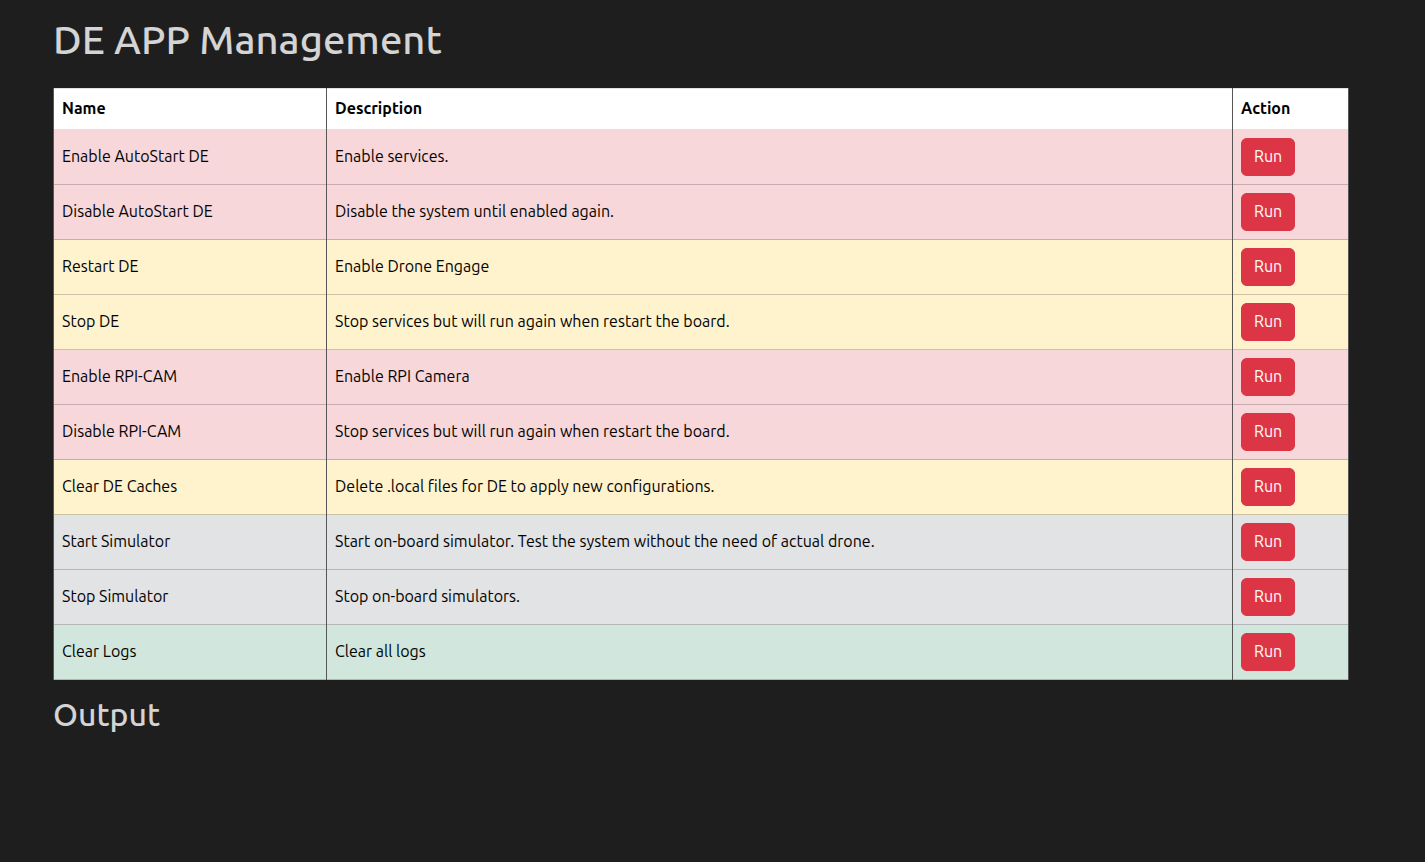 DE APP Management
Name Description Action
Enable AutoStart DE Enable services. Run
Disable AutoStart DE Disable the system until enabled again. Run
Restart DE Enable Drone Engage Run
Stop DE Stop services but will run again when restart the board. Run
Enable RPI-CAM Enable RPI Camera Run
Disable RPI-CAM Stop services but will run again when restart the board. Run
Clear DE Caches Delete .local files for DE to apply new configurations. Run
Start Simulator Start on-board simulator. Test the system without the need of actual drone. Run
Stop Simulator Stop on-board simulators. Run
Clear Logs Clear all logs Run
Output